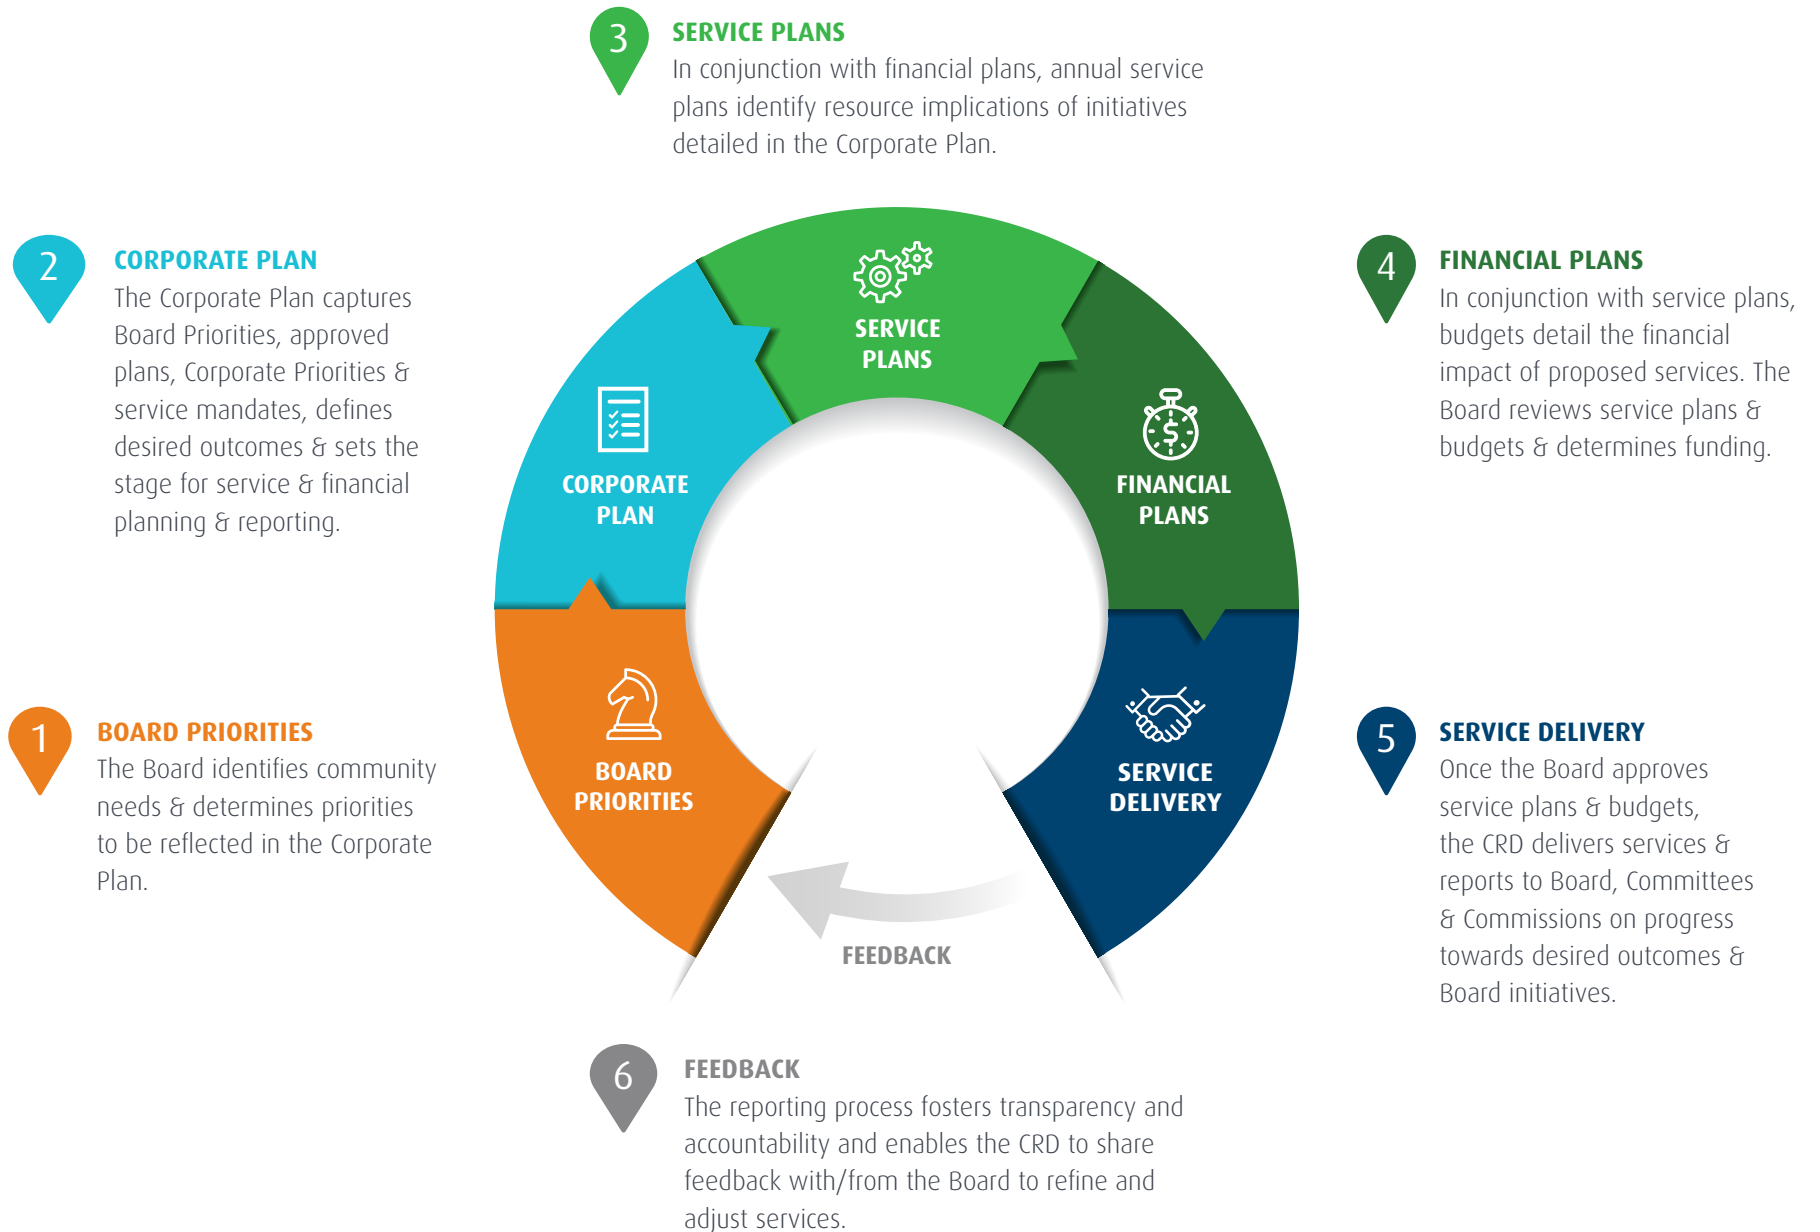 3
SERVICE PLANS
In conjunction with financial plans, annual service
plans identify resource implications of initiatives
detailed in the Corporate Plan.
2
CORPORATE PLAN
The Corporate Plan captures
Board Priorities, approved
plans, Corporate Priorities &
service mandates, defines
desired outcomes & sets the
stage for service & financial
planning & reporting.
4
FINANCIAL PLANS
In conjunction with service plans,
budgets detail the financial
impact of proposed services. The
Board reviews service plans &
budgets & determines funding.
SERVICE
PLANS
CORPORATE
PLAN
$
FINANCIAL
PLANS
1
BOARD PRIORITIES
The Board identifies community
needs & determines priorities
to be reflected in the Corporate
Plan.
BOARD
PRIORITIES
SERVICE
DELIVERY
5
SERVICE DELIVERY
Once the Board approves
service plans & budgets,
the CRD delivers services &
reports to Board, Committees
& Commissions on progress
towards desired outcomes &
Board initiatives.
FEEDBACK
6
FEEDBACK
The reporting process fosters transparency and
accountability and enables the CRD to share
feedback with/from the Board to refine and
adjust services.